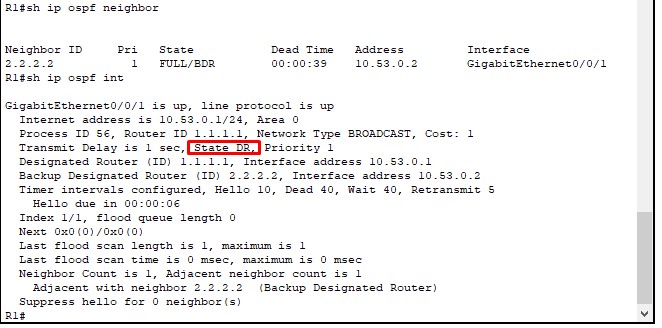 R1#sh ip ospf neighbor
Neighbor ID     Pri   State           Dead Time   Address         Interface
2.2.2.2           1   FULL/BDR        00:00:39    10.53.0.2       GigabitEthernet0/0/1
R1#sh ip ospf int
GigabitEthernet0/0/1 is up, line protocol is up
  Internet address is 10.53.0.1/24, Area 0
  Process ID 56, Router ID 1.1.1.1, Network Type BROADCAST, Cost: 1
  Transmit Delay is 1 sec, State DR, Priority 1
  Designated Router (ID) 1.1.1.1, Interface address 10.53.0.1
  Backup Designated Router (ID) 2.2.2.2, Interface address 10.53.0.2
  Timer intervals configured, Hello 10, Dead 40, Wait 40, Retransmit 5
    Hello due in 00:00:06
  Index 1/1, flood queue length 0
  Next 0x0(0)/0x0(0)
  Last flood scan length is 1, maximum is 1
  Last flood scan time is 0 msec, maximum is 0 msec
  Neighbor Count is 1, Adjacent neighbor count is 1
    Adjacent with neighbor 2.2.2.2  (Backup Designated Router)
  Suppress hello for 0 neighbor(s)
R1#